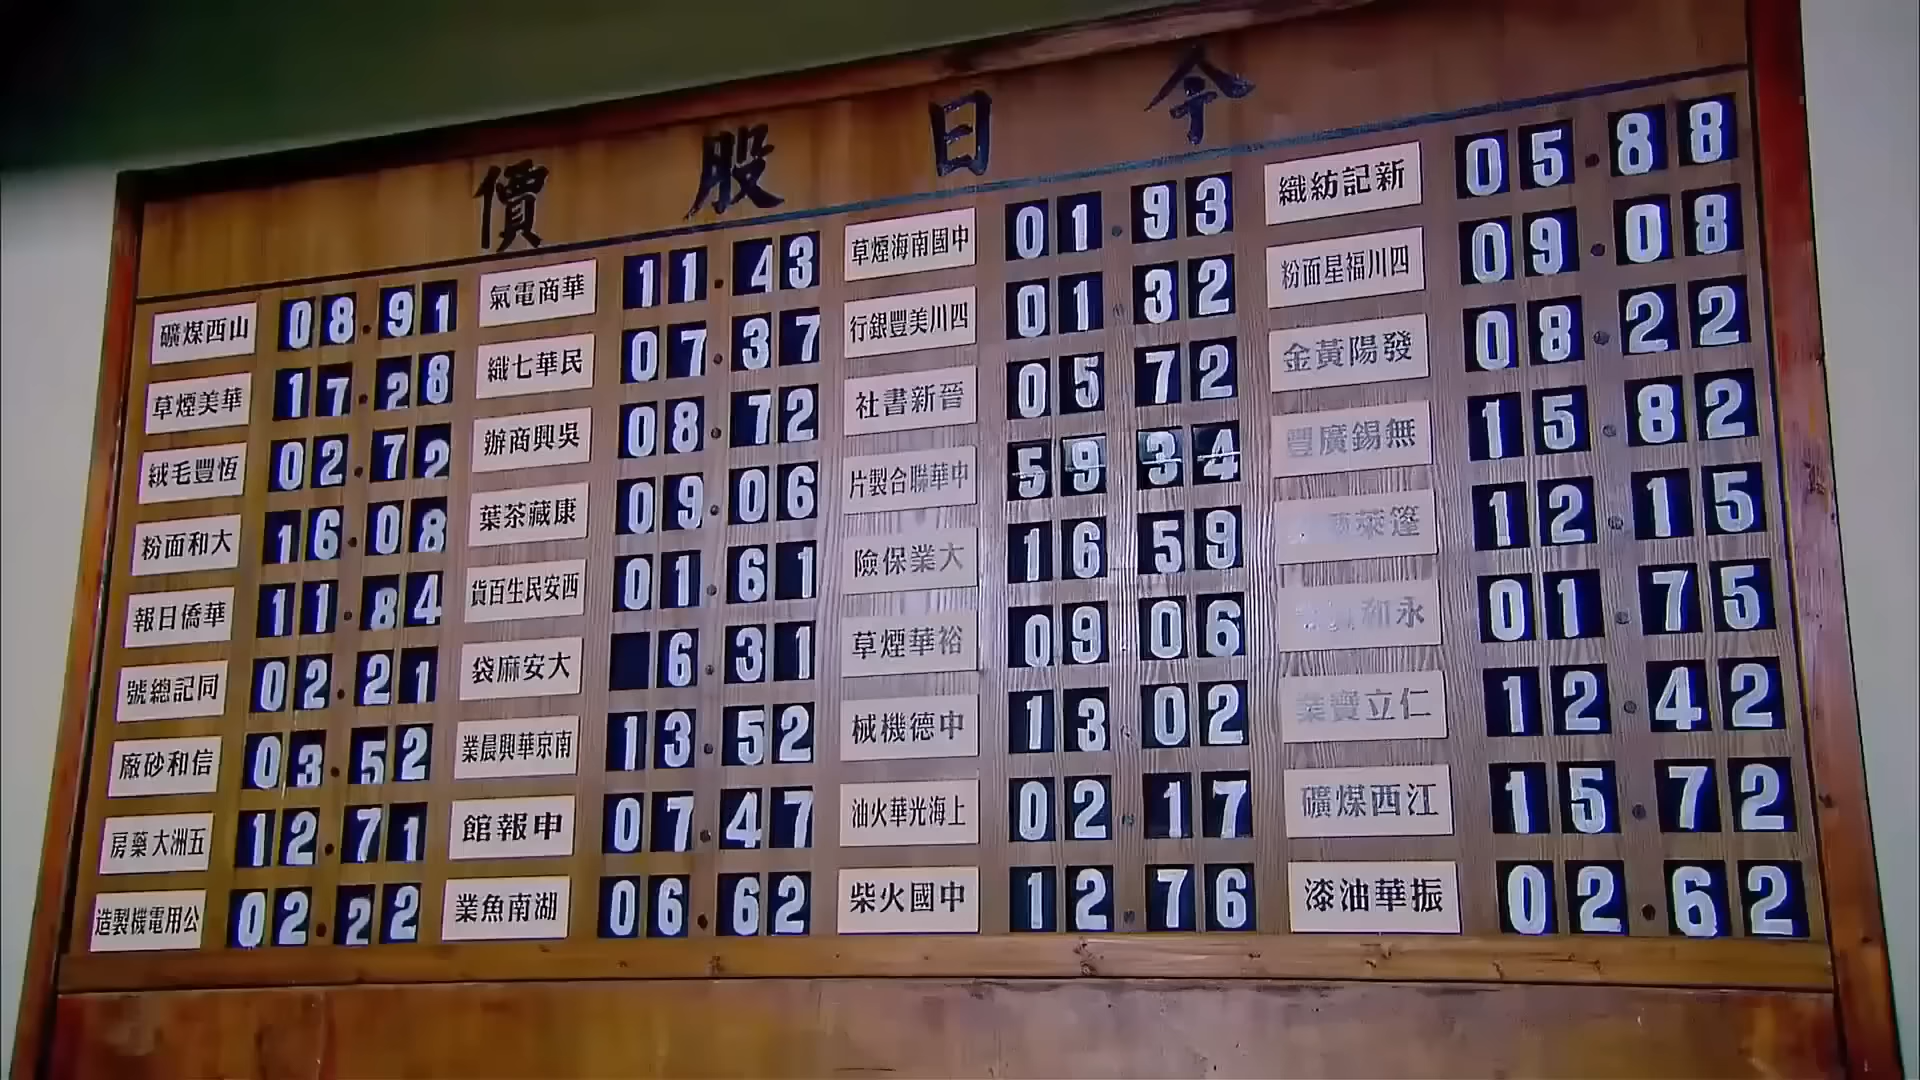 今日股價
山西煤礦 08.91
華美煙草 17.28
恆豐毛絨 02.72
大和面粉 16.08
華僑日報 11.84
同記總號 02.21
信和砂廠 03.52
五洲大藥房 12.71
公用電機製造 02.22
華商電氣 11.43
民華七織 07.37
吳興商辦 08.72
康藏茶葉 09.06
西安民生百貨 01.61
大安麻袋 6.31
南京華興晨業 13.52
申報館 07.47
湖南魚業 06.62
中國南海煙草 01.93
四川美豐銀行 01.32
晉新書社 05.72
中華聯合製片 59 34
大業保險 16 59
裕華煙草 09 06
中德機械 13 02
上海光華火油 02.17
中國火柴 12.76
新記紡織 05.88
四川福星面粉 09.08
發陽黃金 08.22
無錫廣豐 15.82
12.15
永和 01.75
仁立實業 12.42
江西煤礦 15.72
振華油漆 02.62